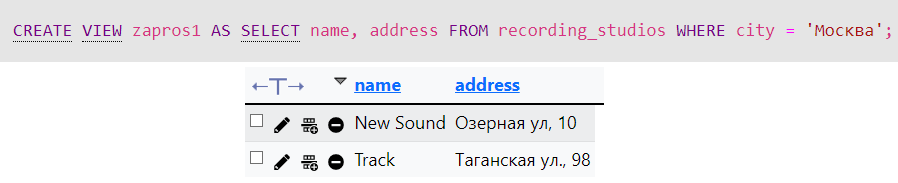 CREATE VIEW zapros1 AS SELECT name, address FROM recording_studios WHERE city = 'Москва';
←T→ name address
New Sound Озерная ул, 10
Track Таганская ул., 98